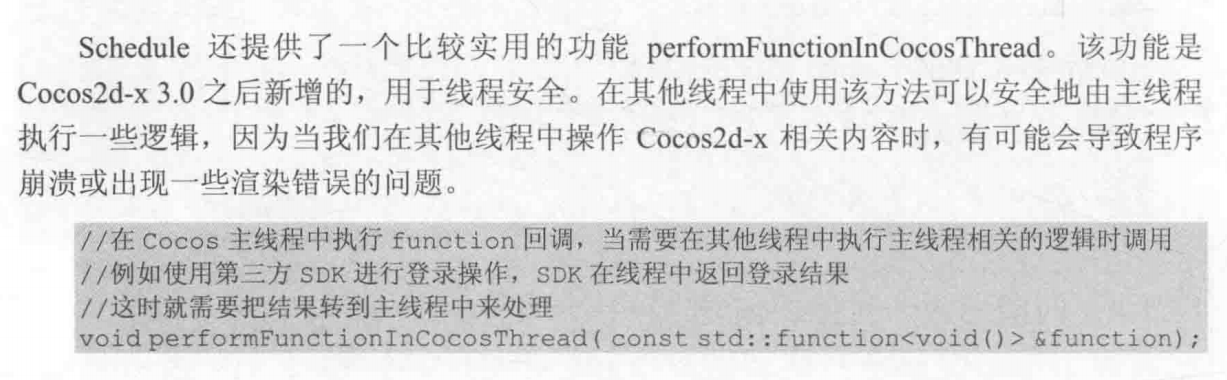 Schedule 还提供了一个比较实用的功能 performFunctionInCocosThread。该功能是
Cocos2d-x 3.0 之后新增的，用于线程安全。在其他线程中使用该方法可以安全地由主线程
执行一些逻辑，因为当我们在其他线程中操作 Cocos2d-x 相关内容时，有可能会导致程序
崩溃或出现一些渲染错误的问题。
//在 Cocos 主线程中执行 function 回调，当需要在其他线程中执行主线程相关的逻辑时调用
//例如使用第三方 SDK 进行登录操作，SDK 在线程中返回登录结果
//这时就需要把结果转到主线程中来处理
void performFunctionInCocosThread( const std::function<void()> &function);